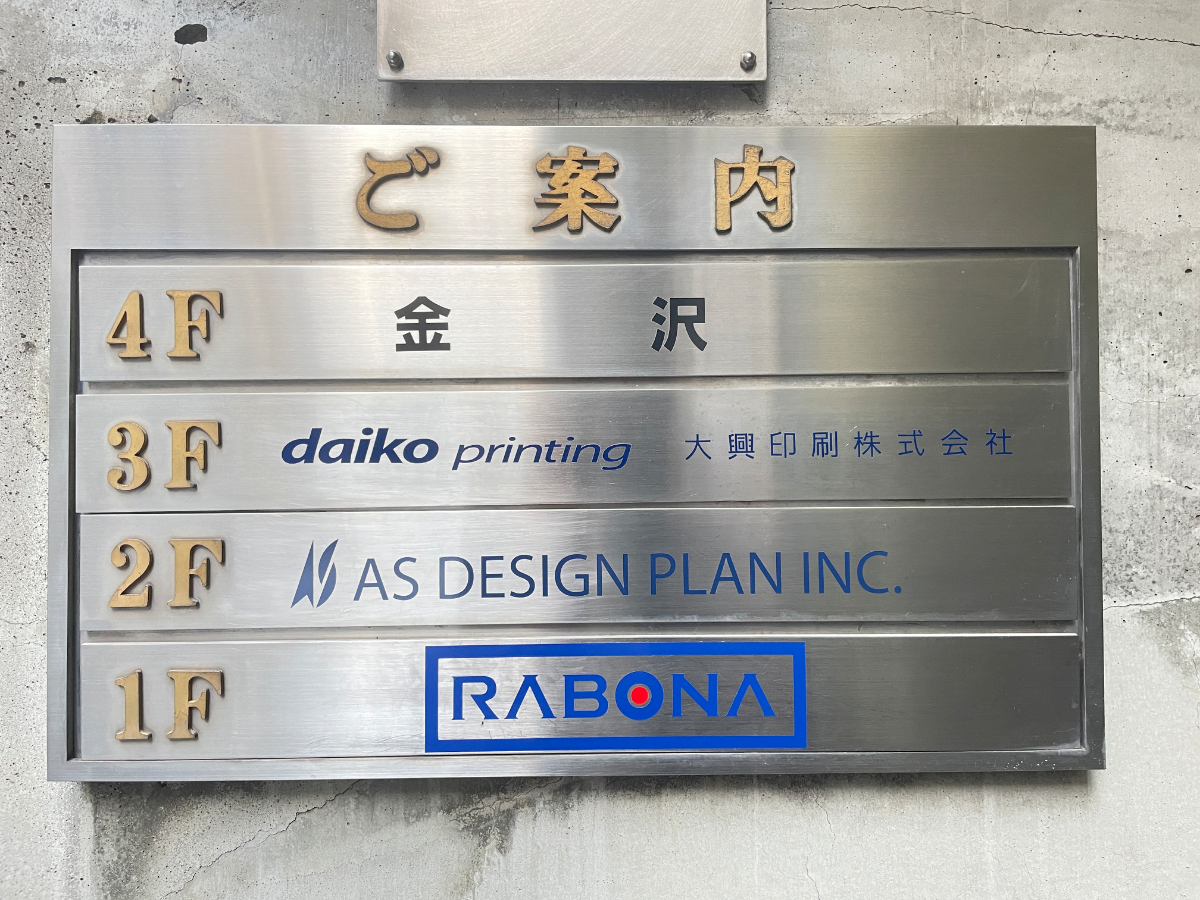 ご案内
4F 金沢
3F daiko printing 大興印刷株式会社
2F AS DESIGN PLAN INC.
1F RABONA